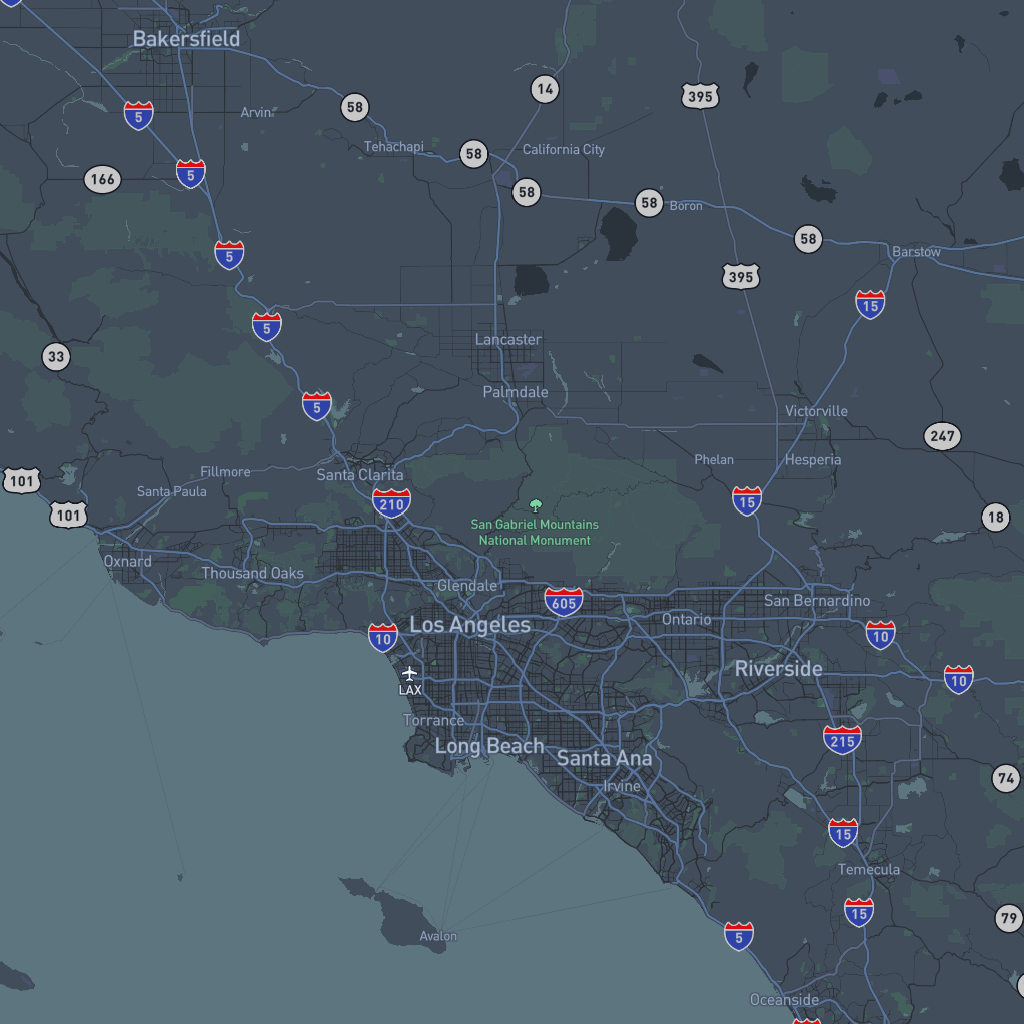 Bakersfield
14
395
58
5
Arvin
Tehachapi
58
California City
5
166
58
58
Boron
58
5
Barstow
395
15
5
Lancaster
33
Palmdale
5
Victorville
247
Phelan
Hesperia
Fillmore
Santa Clarita
101
Santa Paula
210
15
101
San Gabriel Mountains
National Monument
18
Oxnard
Thousand Oaks
Glendale
605
San Bernardino
Ontario
Los Angeles
10
10
Riverside
10
LAX
Torrance
215
Long Beach
Santa Ana
74
Irvine
15
Temecula
15
79
Avalon
5
Oceanside